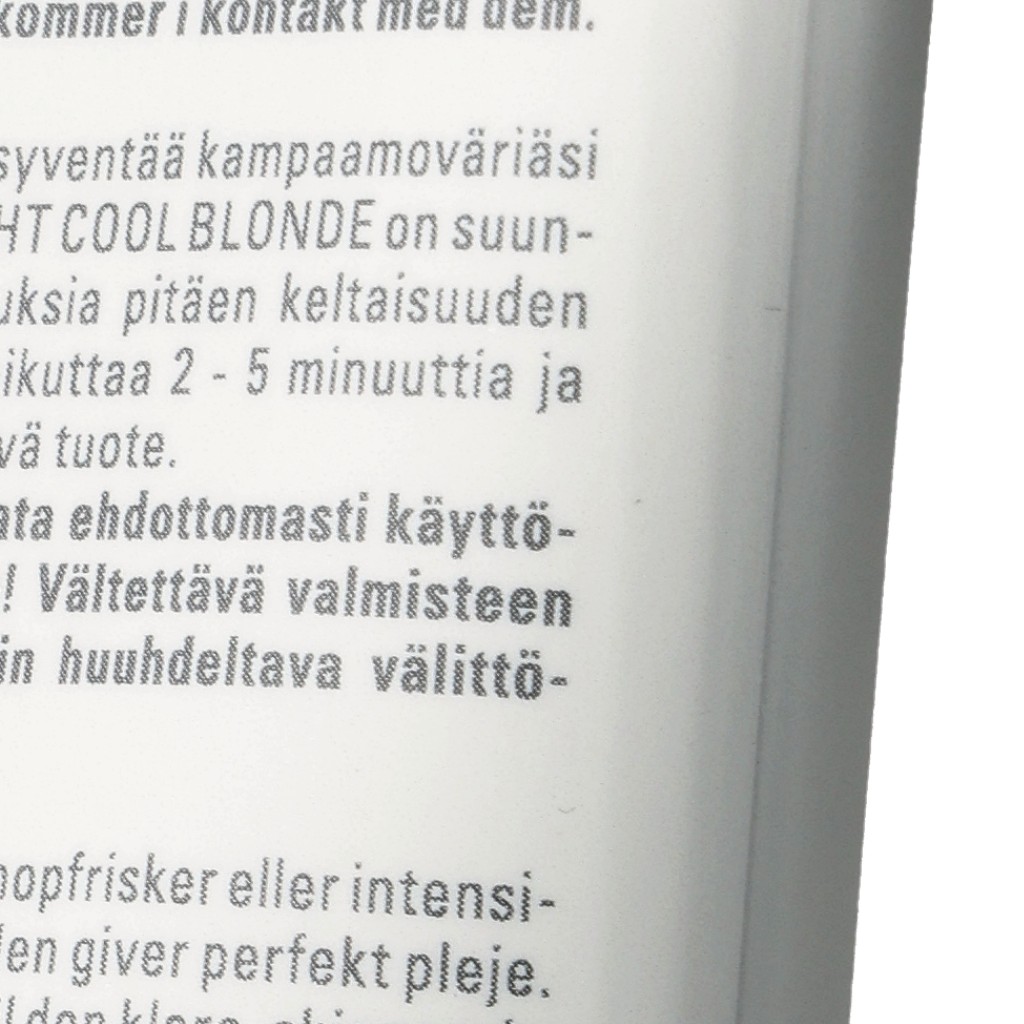 kommer i kontakt med dem.
syventää kampaamoväriäsi
HT COOL BLONDE on suun-
uksia pitäen keltaisuuden
ikuttaa 2 - 5 minuuttia ja
vä tuote.
ata ehdottomasti käyttö-
! Vältettävä valmisteen
in huuhdeltava välittö-
opfrisker eller intensi-
en giver perfekt pleje.